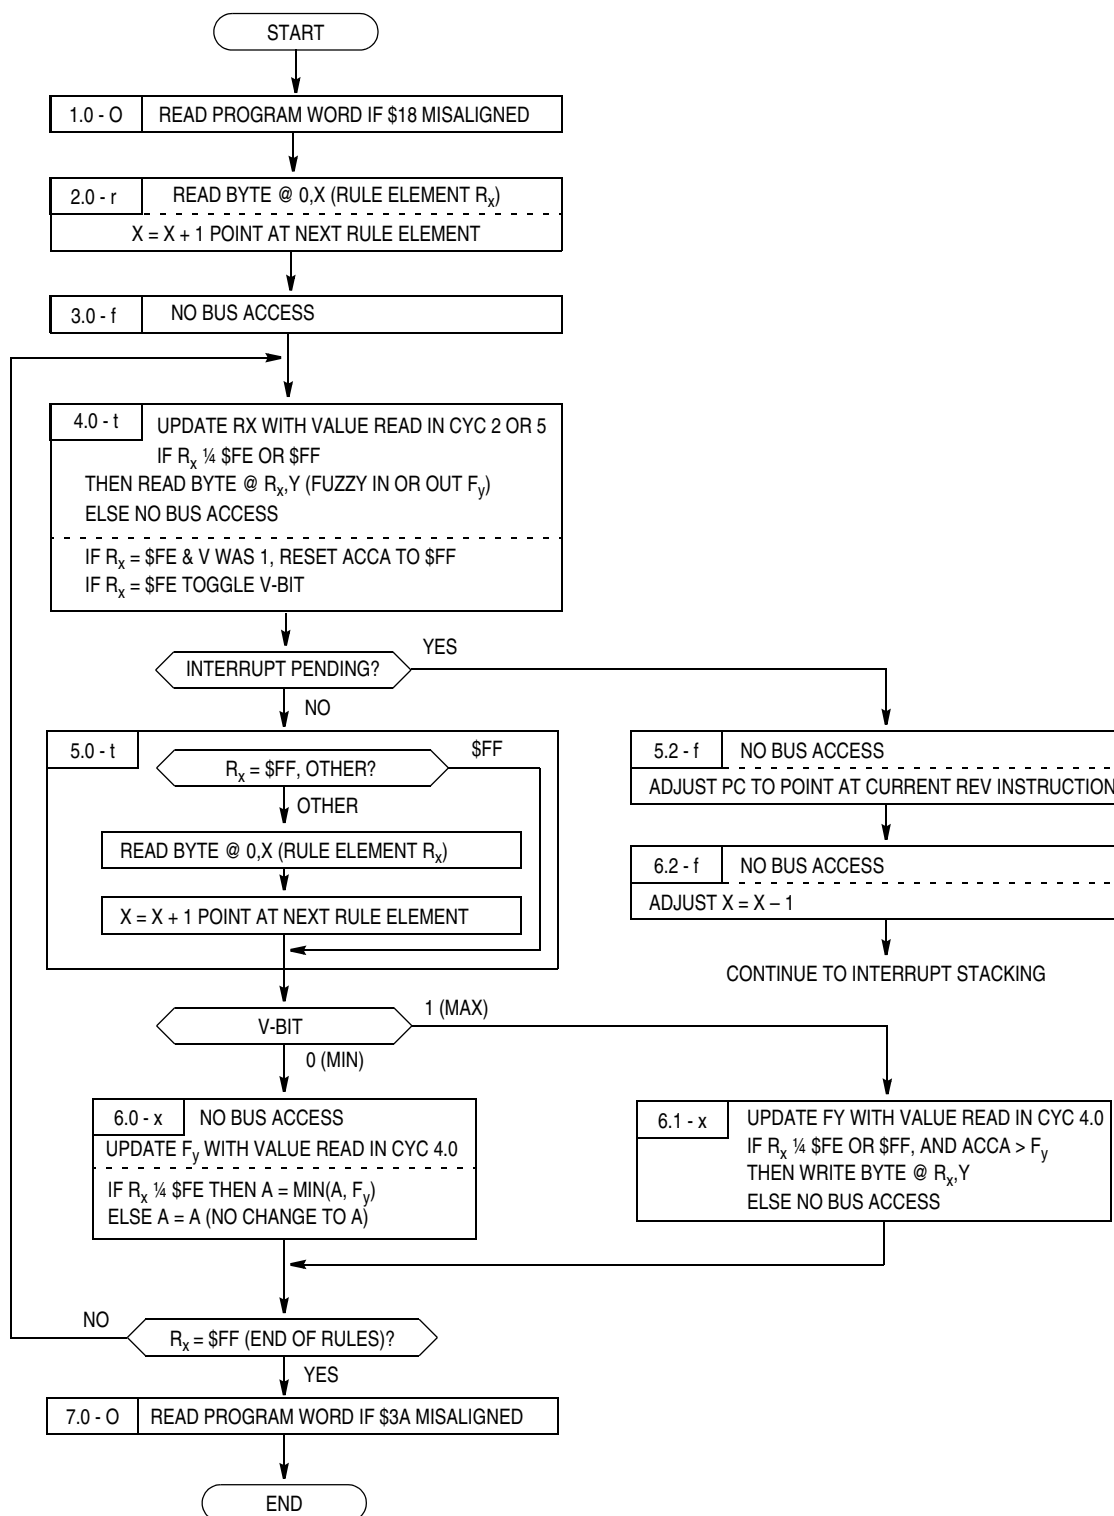 START
1.0 - O READ PROGRAM WORD IF $18 MISALIGNED
2.0 - r READ BYTE @ 0,X (RULE ELEMENT Rx)
X = X + 1 POINT AT NEXT RULE ELEMENT
3.0 - f NO BUS ACCESS
4.0 - t UPDATE RX WITH VALUE READ IN CYC 2 OR 5
IF Rx ¼ $FE OR $FF
THEN READ BYTE @ Rx,Y (FUZZY IN OR OUT Fy)
ELSE NO BUS ACCESS
IF Rx = $FE & V WAS 1, RESET ACCA TO $FF
IF Rx = $FE TOGGLE V-BIT
YES
INTERRUPT PENDING?
NO
5.0 - t
$FF
Rx = $FF, OTHER?
OTHER
READ BYTE @ 0,X (RULE ELEMENT Rx)
X = X + 1 POINT AT NEXT RULE ELEMENT
5.2 - f NO BUS ACCESS
ADJUST PC TO POINT AT CURRENT REV INSTRUCTION
6.2 - f NO BUS ACCESS
ADJUST X = X – 1
CONTINUE TO INTERRUPT STACKING
1 (MAX)
V-BIT
0 (MIN)
6.0 - x NO BUS ACCESS
UPDATE Fy WITH VALUE READ IN CYC 4.0
IF Rx ¼ $FE THEN A = MIN(A, Fy)
ELSE A = A (NO CHANGE TO A)
6.1 - x UPDATE FY WITH VALUE READ IN CYC 4.0
IF Rx ¼ $FE OR $FF, AND ACCA > Fy
THEN WRITE BYTE @ Rx,Y
ELSE NO BUS ACCESS
NO
Rx = $FF (END OF RULES)?
YES
7.0 - O READ PROGRAM WORD IF $3A MISALIGNED
END